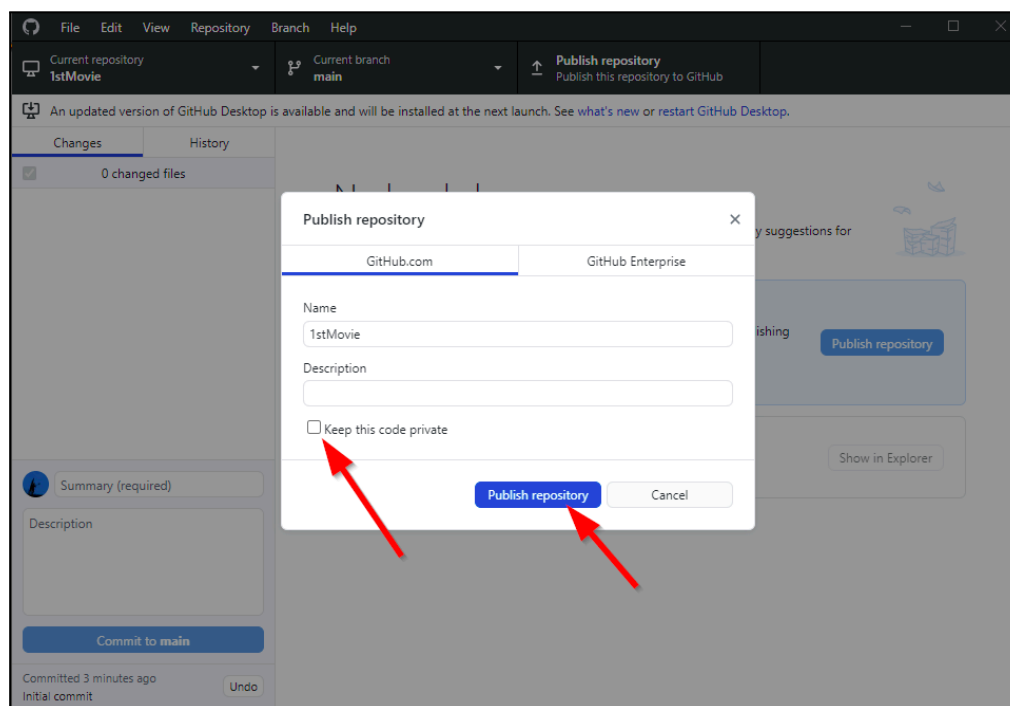 File Edit View Repository Branch Help
Current repository
1stMovie
Current branch
main
Publish repository
Publish this repository to GitHub
An updated version of GitHub Desktop is available and will be installed at the next launch. See what's new or restart GitHub Desktop.
Changes History
0 changed files
Publish repository
y suggestions for
GitHub.com GitHub Enterprise
Name
1stMovie
ishing
Publish repository
Description
Keep this code private
Show in Explorer
Publish repository Cancel
Summary (required)
Description
Commit to main
Committed 3 minutes ago
Initial commit
Undo